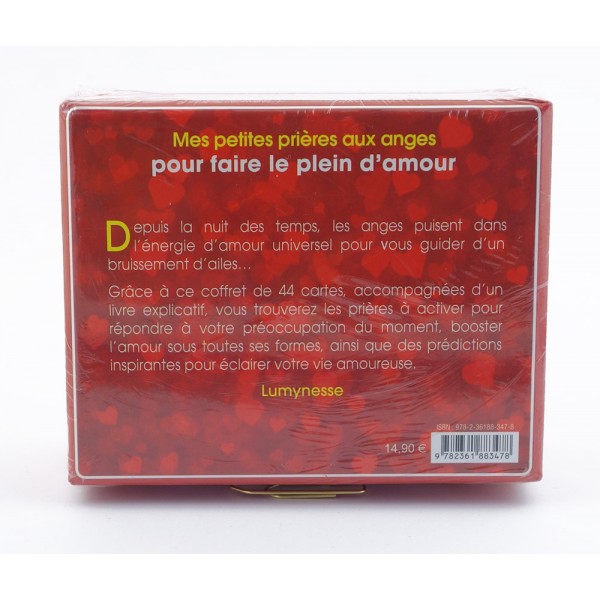 Mes petites prières aux anges
pour faire le plein d'amour
Depuis la nuit des temps, les anges puisent dans
l'énergie d'amour universel pour vous guider d'un
bruissement d'ailes...
Grâce à ce coffret de 44 cartes, accompagnées d'un
livre explicatif, vous trouverez les prières à activer pour
répondre à votre préoccupation du moment, booster
l'amour sous toutes ses formes, ainsi que des prédictions
inspirantes pour éclairer votre vie amoureuse.
Lumynesse
ISBN : 978-2-36188-347-8
14,90 €
9 782361 883478